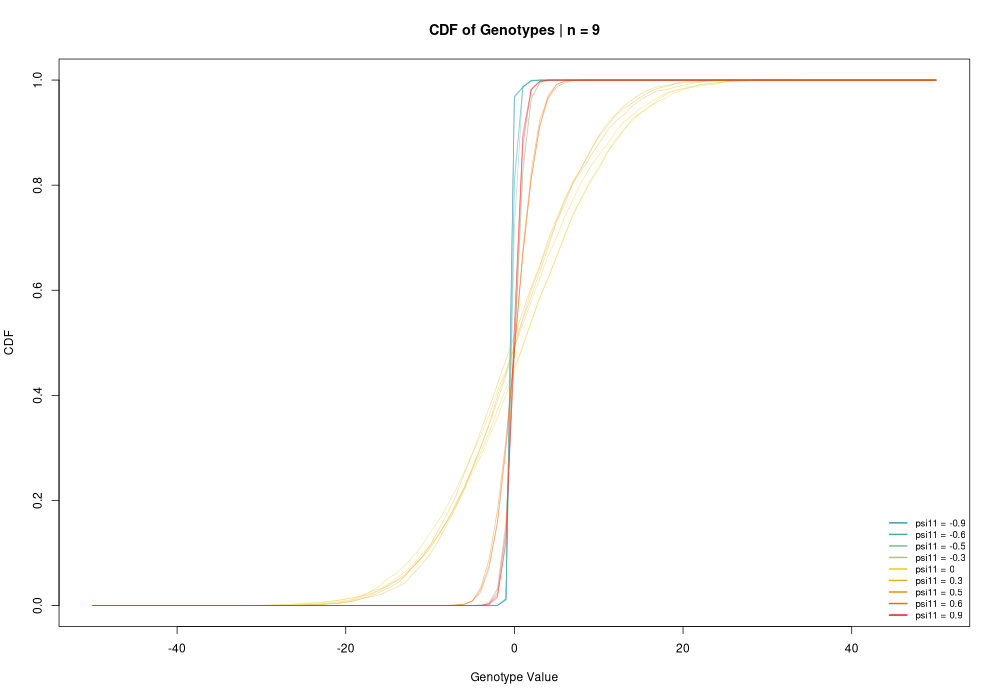 CDF of Genotypes | n = 9
CDF
1.0
0.8
0.6
0.4
0.2
0.0
-40
-20
0
20
40
Genotype Value
psi11 = -0.9
psi11 = -0.6
psi11 = -0.5
psi11 = -0.3
psi11 = 0
psi11 = 0.3
psi11 = 0.5
psi11 = 0.6
psi11 = 0.9